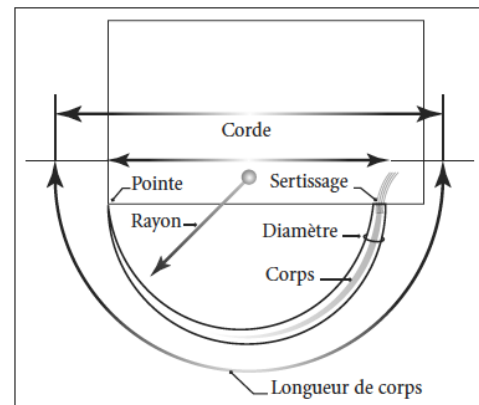 Corde
Pointe
Sertissage
Rayon
Diamètre
Corps
Longueur de corps